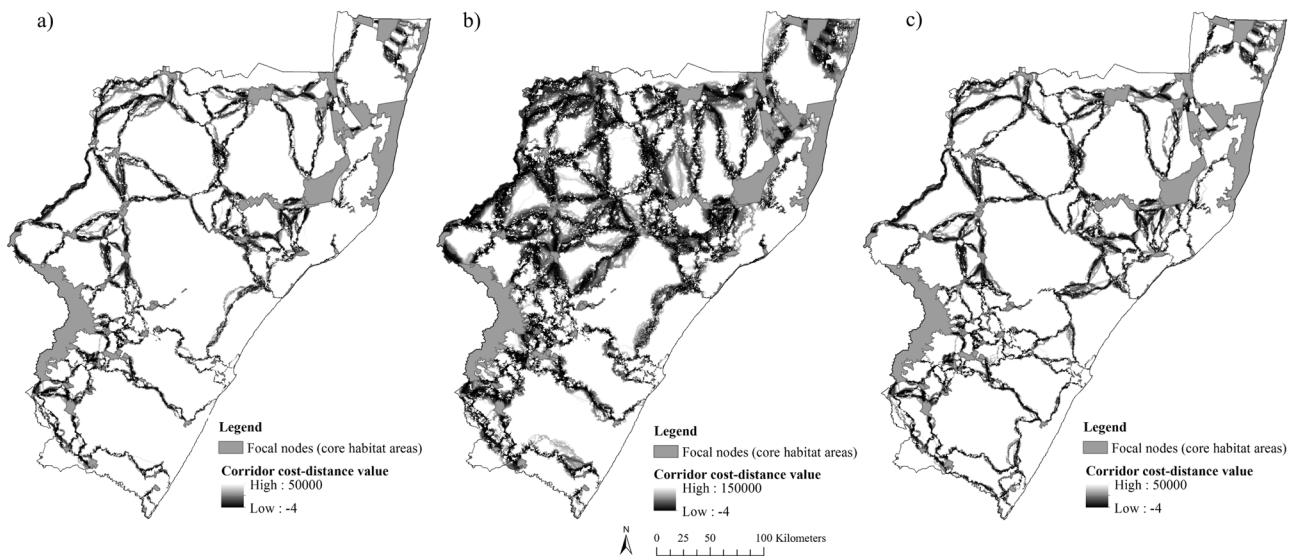 a)
Legend
Focal nodes (core habitat areas)
Corridor cost-distance value
High : 50000
Low : -4
b)
Legend
Focal nodes (core habitat areas)
Corridor cost-distance value
High : 150000
Low : -4
N
0 25 50 100 Kilometers
c)
Legend
Focal nodes (core habitat areas)
Corridor cost-distance value
High : 50000
Low : -4